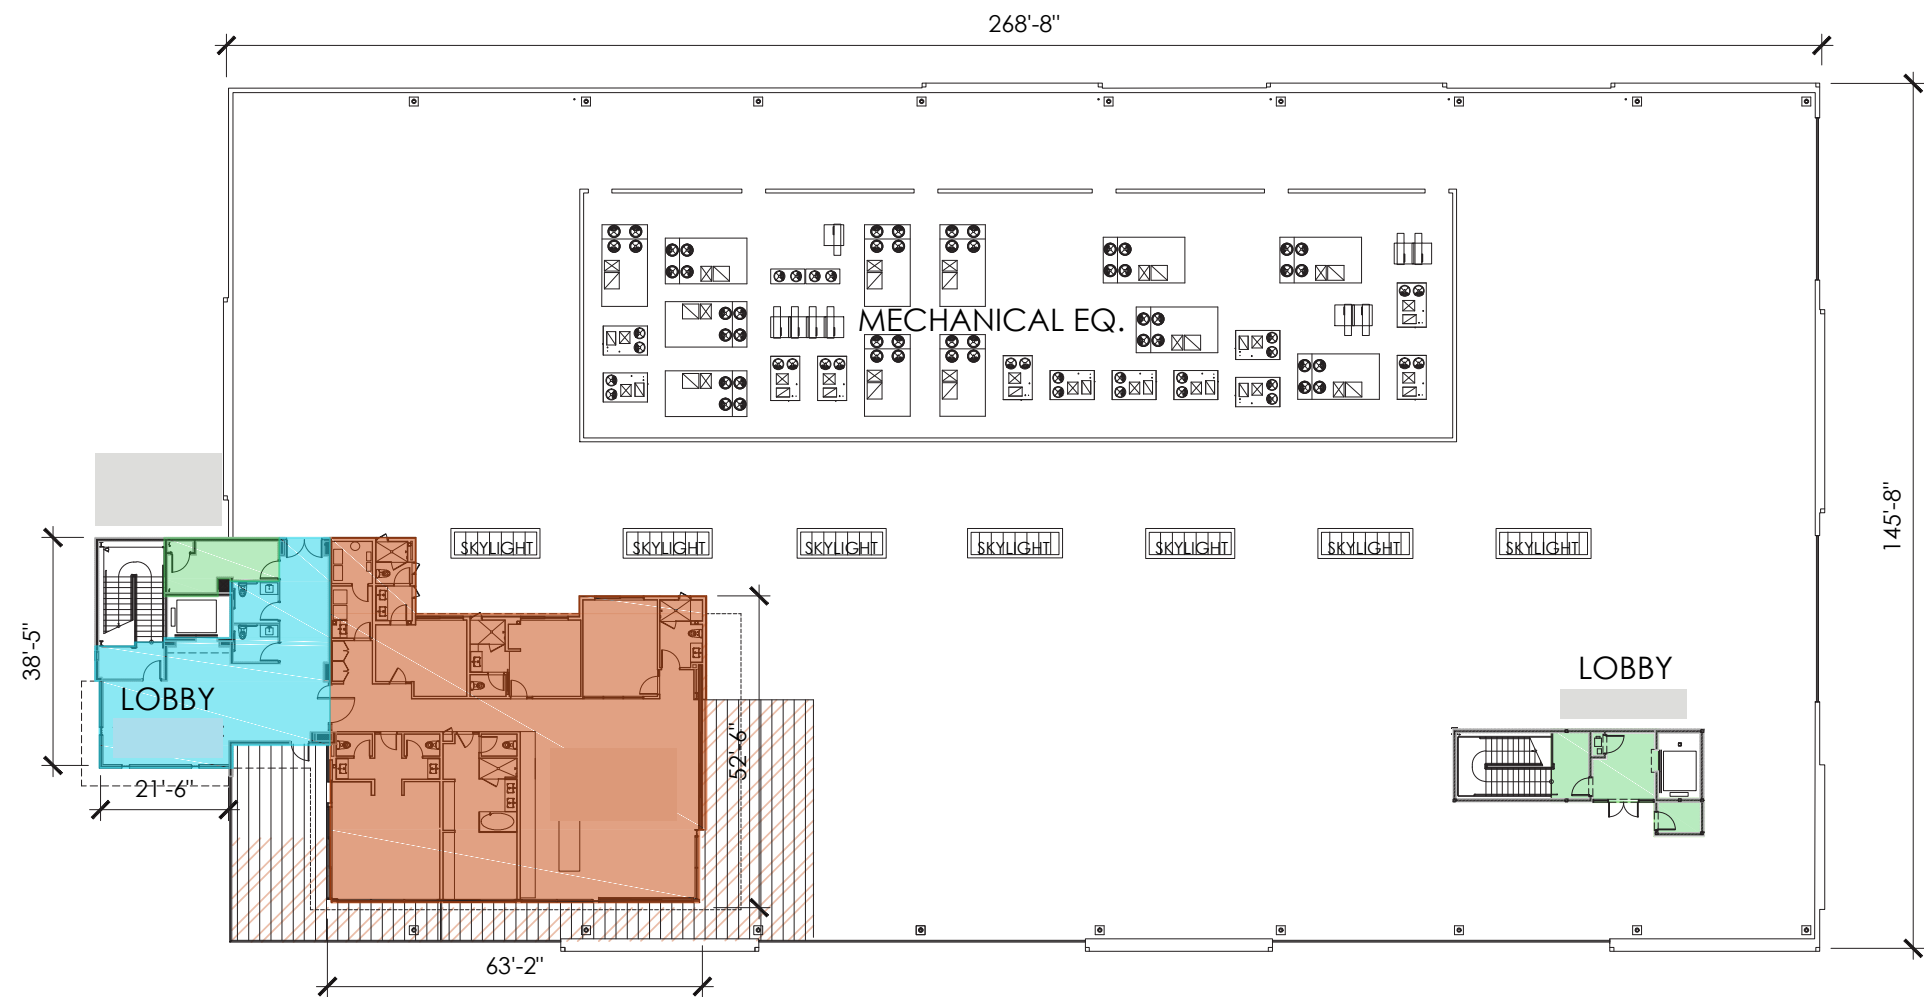 268'-8"
MECHANICAL EQ.
145'-8"
SKYLIGHT SKYLIGHT SKYLIGHT SKYLIGHT SKYLIGHT SKYLIGHT SKYLIGHT
38'-5"
LOBBY
LOBBY
52'-6"
21'-6"
63'-2"